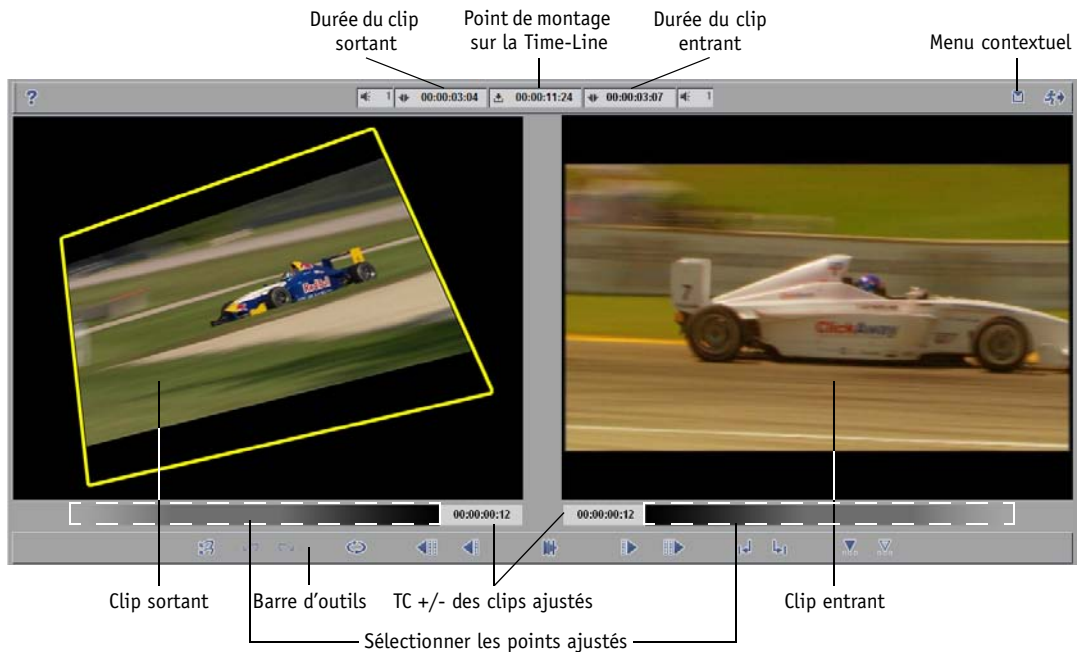 Durée du clip
sortant
Point de montage
sur la Time-Line
Durée du clip
entrant
Menu contextuel
?
1
00:00:03:04
00:00:11:24
00:00:03:07
1
RedBull
7
ClickAway
00:00:00:12
00:00:00:12
Clip sortant
Barre d'outils
TC +/- des clips ajustés
Clip entrant
Sélectionner les points ajustés